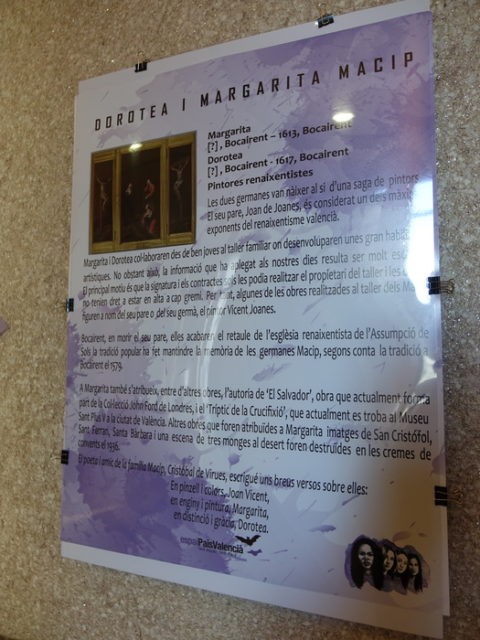 DOROTEA I MARGARITA MACIP
Margarita
[?], Bocairent – 1613, Bocairent
Dorotea
[?], Bocairent - 1617, Bocairent
Pintores renaixentistes
Les dues germanes van nàixer al si d'una saga de pintors.
El seu pare, Joan de Joanes, és considerat un dels màxims
exponents del renaixentisme valencià.
Margarita i Dorotea col·laboraren des de ben joves al taller familiar on desenvoluparen unes gran
artístiques. No obstant això, la informació que ha aplegat als nostres dies resulta ser molt
El principal motiu és que la signatura i els contractes sols les podia realitzar el propietari del taller i les
no tenien dret a estar en alta a cap gremi. Per tant, algunes de les obres realitzades al taller dels
figuren a nom del seu pare o del seu germà, el pintor Vicent Joanes.
Bocairent, en morir el seu pare, elles acabaren el retaule de l'església renaixentista de l'Assumpció de
Sols la tradició popular ha fet mantindre la memòria de les germanes Macip, segons conta la tradició a
Bocairent el 1579.
A Margarita també s'atribueix, entre d'altres obres, l'autoria de 'El Salvador', obra que actualment forma
part de la Col·lecció John Ford de Londres, i el 'Tríptic de la Crucifixió', que actualment es troba al Museu
Sant Pius V a la ciutat de València. Altres obres que foren atribuïdes a Margarita imatges de San Cristófol,
Sant Ferran, Santa Bàrbara i una escena de tres monges al desert foren destruïdes en les cremes de
convents el 1936.
El poeta i amic de la família Macip, Cristòbal de Virues, escrigué uns breus versos sobre elles:
En pinzell i colors, Joan Vicent,
en enginy i pintura, Margarita,
en distinció i gràcia, Dorotea.
espaiPaísValencià